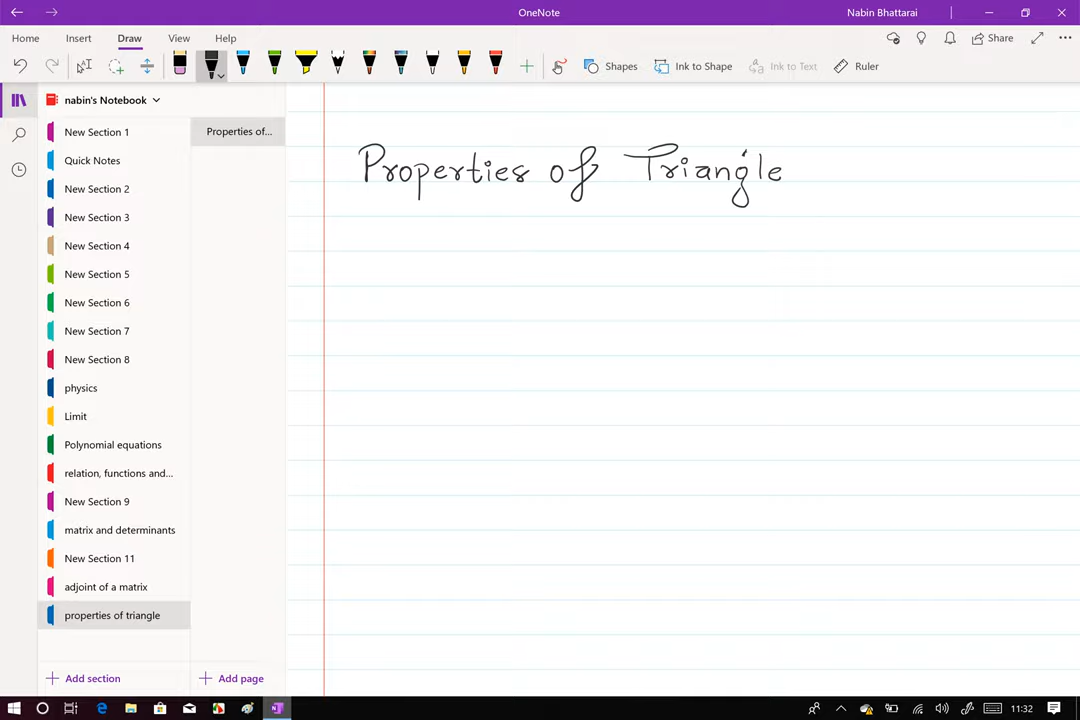 OneNote
Nabin Bhattarai
Home Insert Draw View Help
Share
Shapes Ink to Shape Ink to Text Ruler
nabin's Notebook
New Section 1
Quick Notes
New Section 2
New Section 3
New Section 4
New Section 5
New Section 6
New Section 7
New Section 8
physics
Limit
Polynomial equations
relation, functions and...
New Section 9
matrix and determinants
New Section 11
adjoint of a matrix
properties of triangle
Add section
Properties of...
Add page
Properties of Triangle
11:32